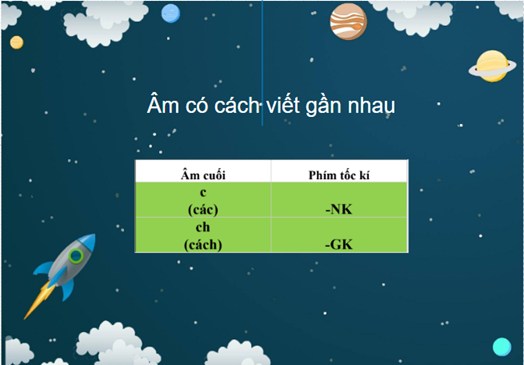 Âm có cách viết gần nhau
Âm cuối Phím tốc kí
c
(các) -NK
ch
(cách) -GK